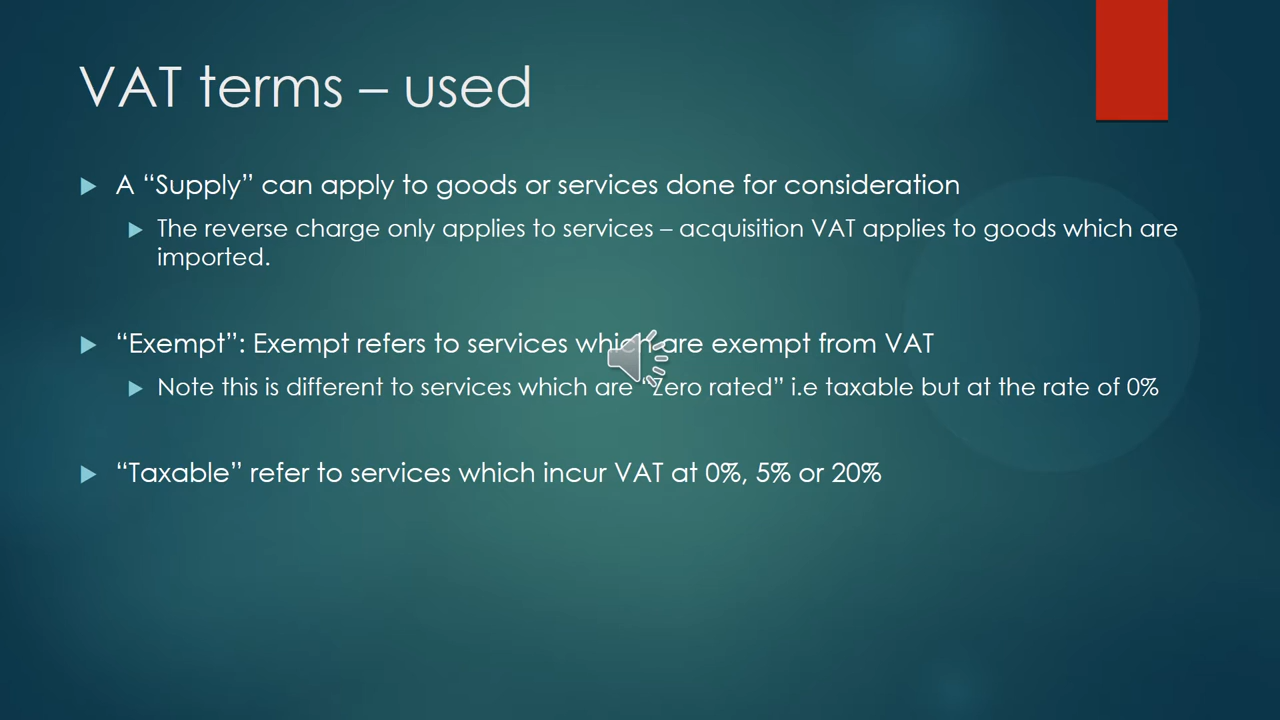 VAT terms – used
A “Supply” can apply to goods or services done for consideration
The reverse charge only applies to services – acquisition VAT applies to goods which are
imported.
“Exempt”: Exempt refers to services which are exempt from VAT
Note this is different to services which are “Zero rated” i.e taxable but at the rate of 0%
“Taxable” refer to services which incur VAT at 0%, 5% or 20%